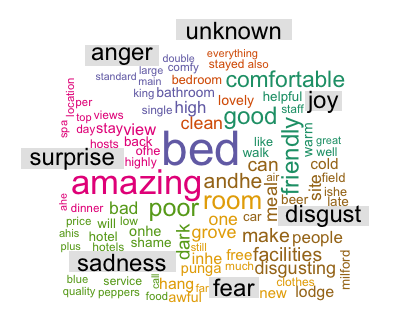 unknown
anger double everything
large comfy stayed also
standard main bedroom comfortable
location king bathroom lovely helpful joy
per single high good staff
top views clean
spa day stay view like friendly warm great
hosts back bed walk well
surprise othe can cold
highly meal air site field
amazing andhe ishe
ahe dinner bad poor room beer late
price will low one car disgust
ahis hotel onhe dark grove make people
plus hotels shame still facilities
sadness inhe free disgusting milford
punga much
blue service call hang far fear clothes
quality peppers food awful new lodge